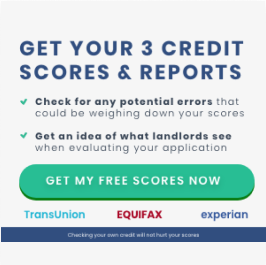 GET YOUR 3 CREDIT
SCORES & REPORTS
Check for any potential errors that
could be weighing down your scores
Get an idea of what landlords see
when evaluating your application
GET MY FREE SCORES NOW
TransUnion EQUIFAX experian
Checking your own credit will not hurt your scores